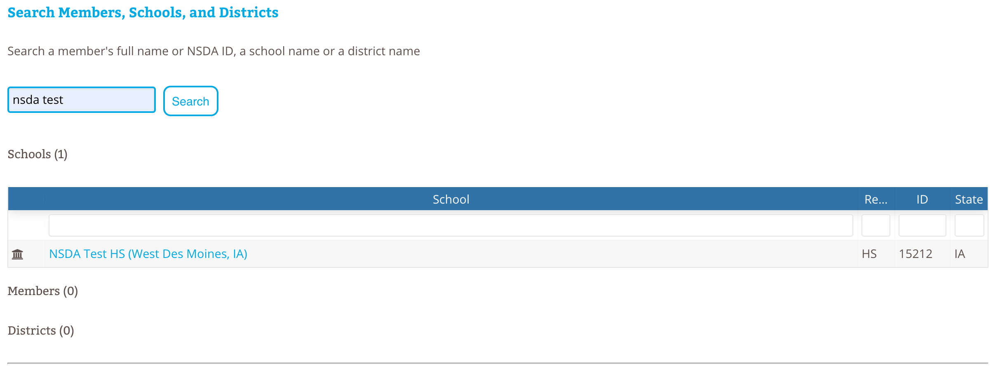 Search Members, Schools, and Districts
Search a member's full name or NSDA ID, a school name or a district name
nsda test Search
Schools (1)
School Re... ID State
NSDA Test HS (West Des Moines, IA) HS 15212 IA
Members (0)
Districts (0)